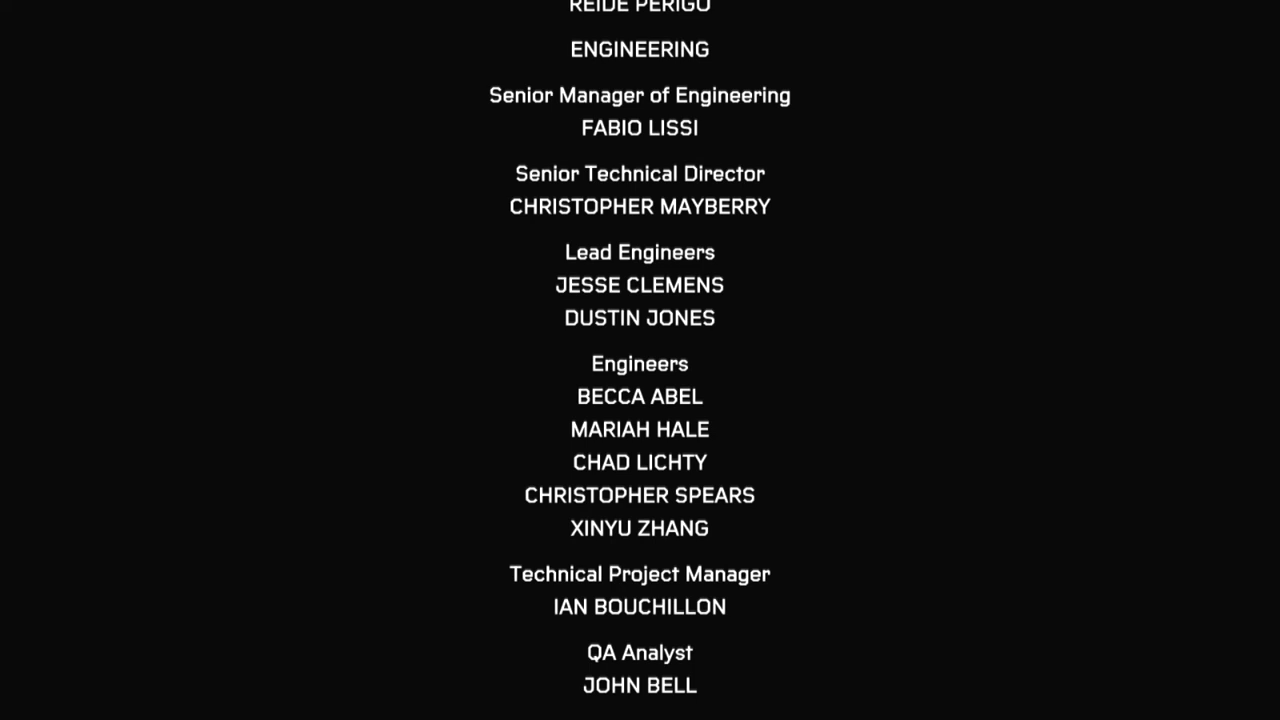 REIDE PERIGO
ENGINEERING
Senior Manager of Engineering
FABIO LISSI
Senior Technical Director
CHRISTOPHER MAYBERRY
Lead Engineers
JESSE CLEMENS
DUSTIN JONES
Engineers
BECCA ABEL
MARIAH HALE
CHAD LICHTY
CHRISTOPHER SPEARS
XINYU ZHANG
Technical Project Manager
IAN BOUCHILLON
QA Analyst
JOHN BELL